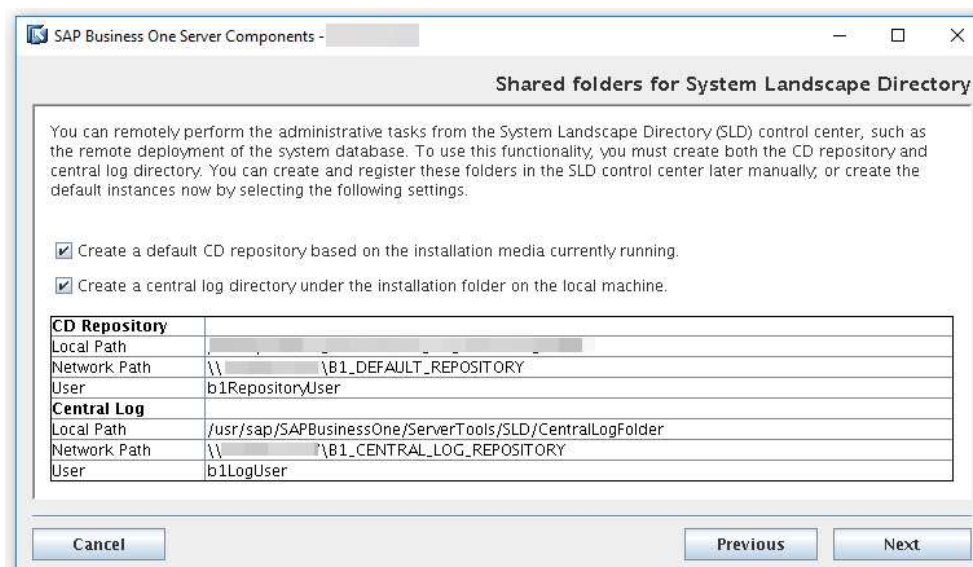 SAP Business One Server Components -
Shared folders for System Landscape Directory
You can remotely perform the administrative tasks from the System Landscape Directory (SLD) control center, such as
the remote deployment of the system database. To use this functionality, you must create both the CD repository and
central log directory. You can create and register these folders in the SLD control center later manually; or create the
default instances now by selecting the following settings.
Create a default CD repository based on the installation media currently running.
Create a central log directory under the installation folder on the local machine.
CD Repository
Local Path
Network Path \\ \B1_DEFAULT_REPOSITORY
User b1RepositoryUser
Central Log
Local Path /usr/sap/SAPBusinessOne/ServerTools/SLD/CentralLogFolder
Network Path \\ \B1_CENTRAL_LOG_REPOSITORY
User b1LogUser
Cancel Previous Next